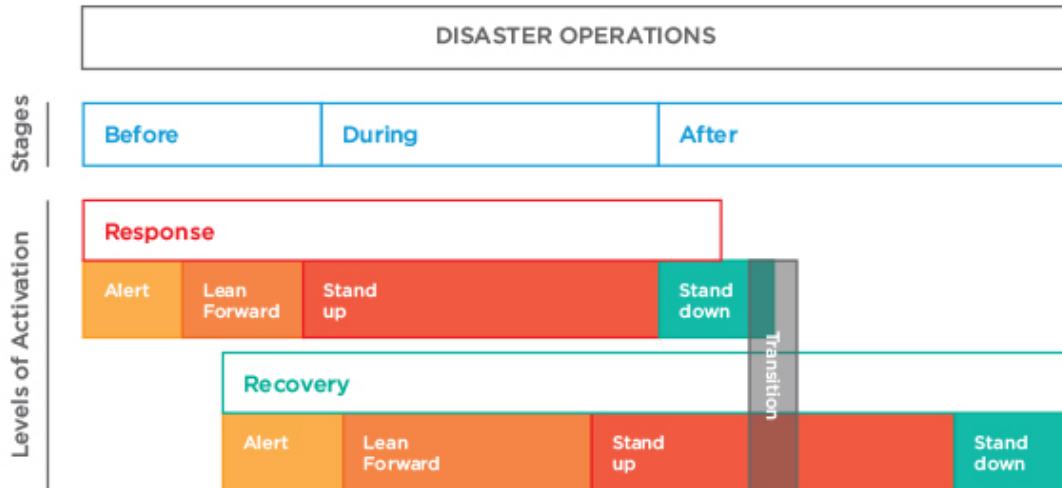 DISASTER OPERATIONS
Stages
Before
During
After
Levels of Activation
Response
Alert
Lean
Forward
Stand
up
Stand
down
Transition
Recovery
Alert
Lean
Forward
Stand
up
Stand
down